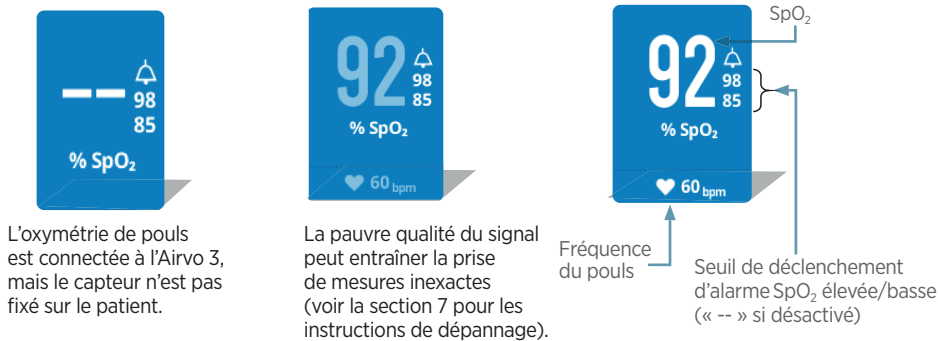 -- 98
85
% SpO₂
L'oxymétrie de pouls
est connectée à l'Airvo 3,
mais le capteur n'est pas
fixé sur le patient.
92 98
85
% SpO₂
60 bpm
La pauvre qualité du signal
peut entraîner la prise
de mesures inexactes
(voir la section 7 pour les
instructions de dépannage).
SpO₂
92 98
85
% SpO₂
60 bpm
Fréquence
du pouls
Seuil de déclenchement
d'alarme SpO₂ élevée/basse
(« -- » si désactivé)